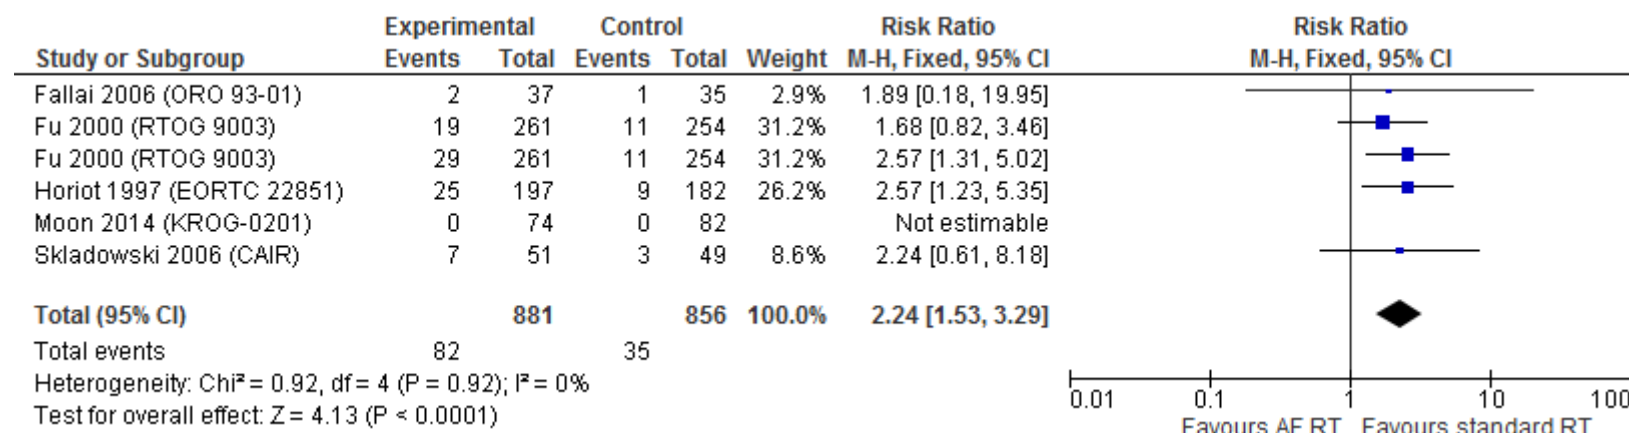 Experimental Control Risk Ratio Risk Ratio
Study or Subgroup Events Total Events Total Weight M-H, Fixed, 95% CI M-H, Fixed, 95% CI
Fallai 2006 (ORO 93-01) 2 37 1 35 2.9% 1.89 [0.18, 19.95]
Fu 2000 (RTOG 9003) 19 261 11 254 31.2% 1.68 [0.82, 3.46]
Fu 2000 (RTOG 9003) 29 261 11 254 31.2% 2.57 [1.31, 5.02]
Horiot 1997 (EORTC 22851) 25 197 9 182 26.2% 2.57 [1.23, 5.35]
Moon 2014 (KROG-0201) 0 74 0 82 Not estimable
Skladowski 2006 (CAIR) 7 51 3 49 8.6% 2.24 [0.61, 8.18]
Total (95% CI) 881 856 100.0% 2.24 [1.53, 3.29]
Total events 82 35
Heterogeneity: Chi² = 0.92, df = 4 (P = 0.92); I² = 0%
Test for overall effect: Z = 4.13 (P < 0.0001)
0.01 0.1 1 10 100
Favours AF RT Favours standard RT